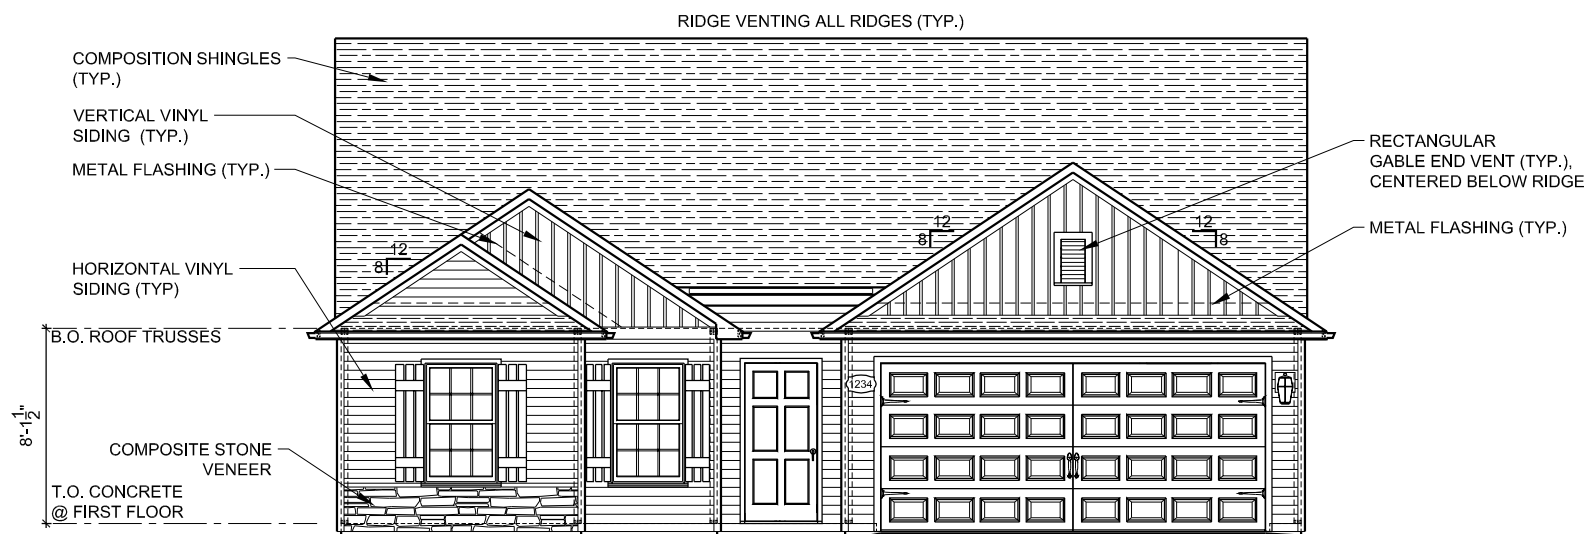 RIDGE VENTING ALL RIDGES (TYP.)
COMPOSITION SHINGLES
(TYP.)
VERTICAL VINYL
SIDING (TYP.)
METAL FLASHING (TYP.)
HORIZONTAL VINYL
SIDING (TYP)
12
8
12
8
12
8
RECTANGULAR
GABLE END VENT (TYP.),
CENTERED BELOW RIDGE
METAL FLASHING (TYP.)
B.O. ROOF TRUSSES
8'-1 1/2"
1234
COMPOSITE STONE
VENEER
T.O. CONCRETE
@ FIRST FLOOR